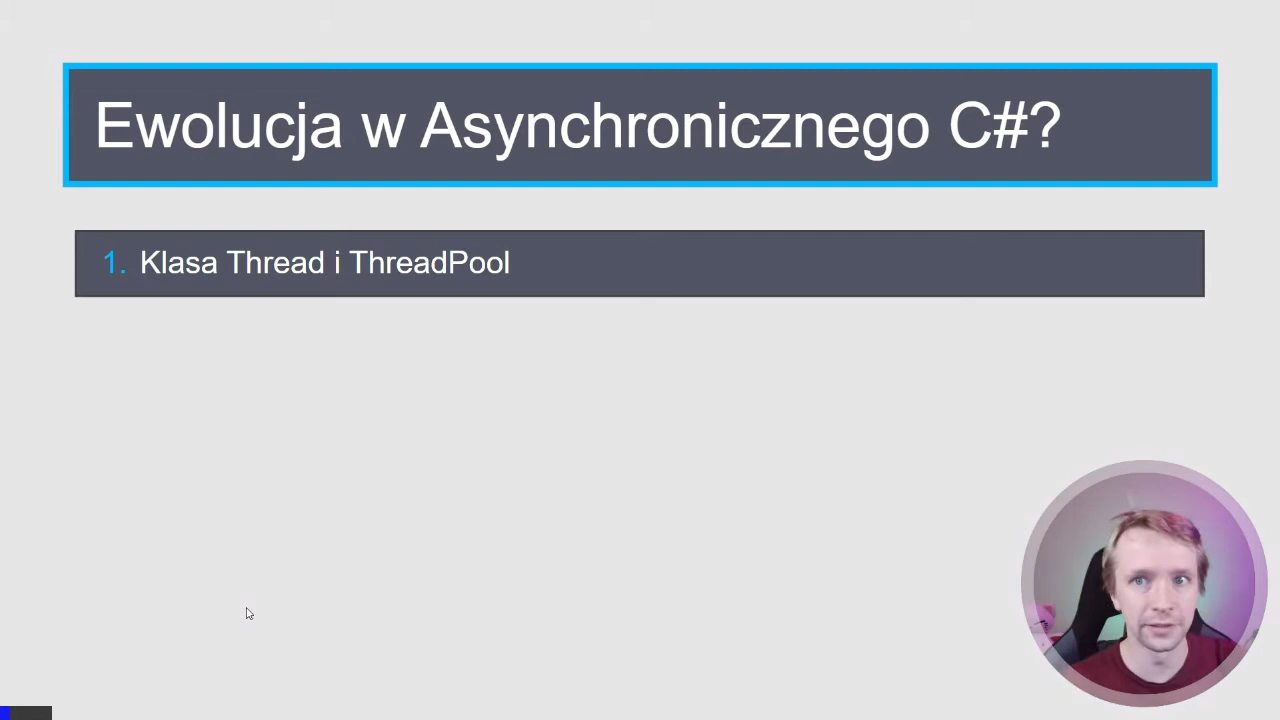 Ewolucja w Asynchronicznego C#?
1. Klasa Thread i ThreadPool